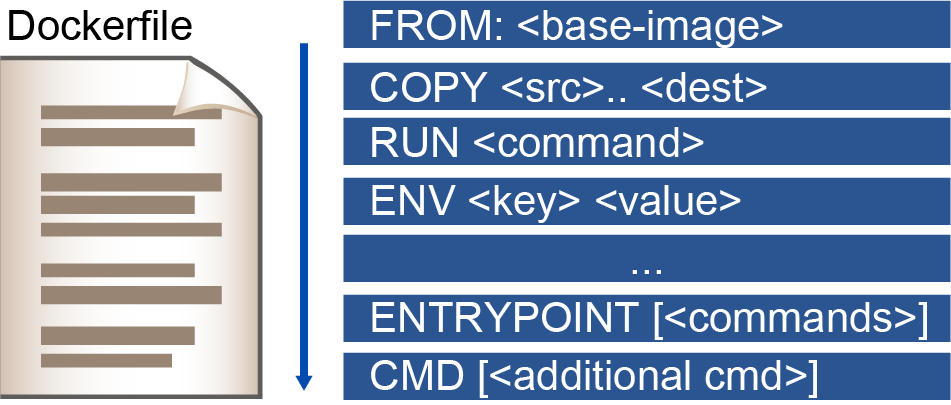 Dockerfile
FROM: <base-image>
COPY <src>.. <dest>
RUN <command>
ENV <key> <value>
...
ENTRYPOINT [<commands>]
CMD [<additional cmd>]